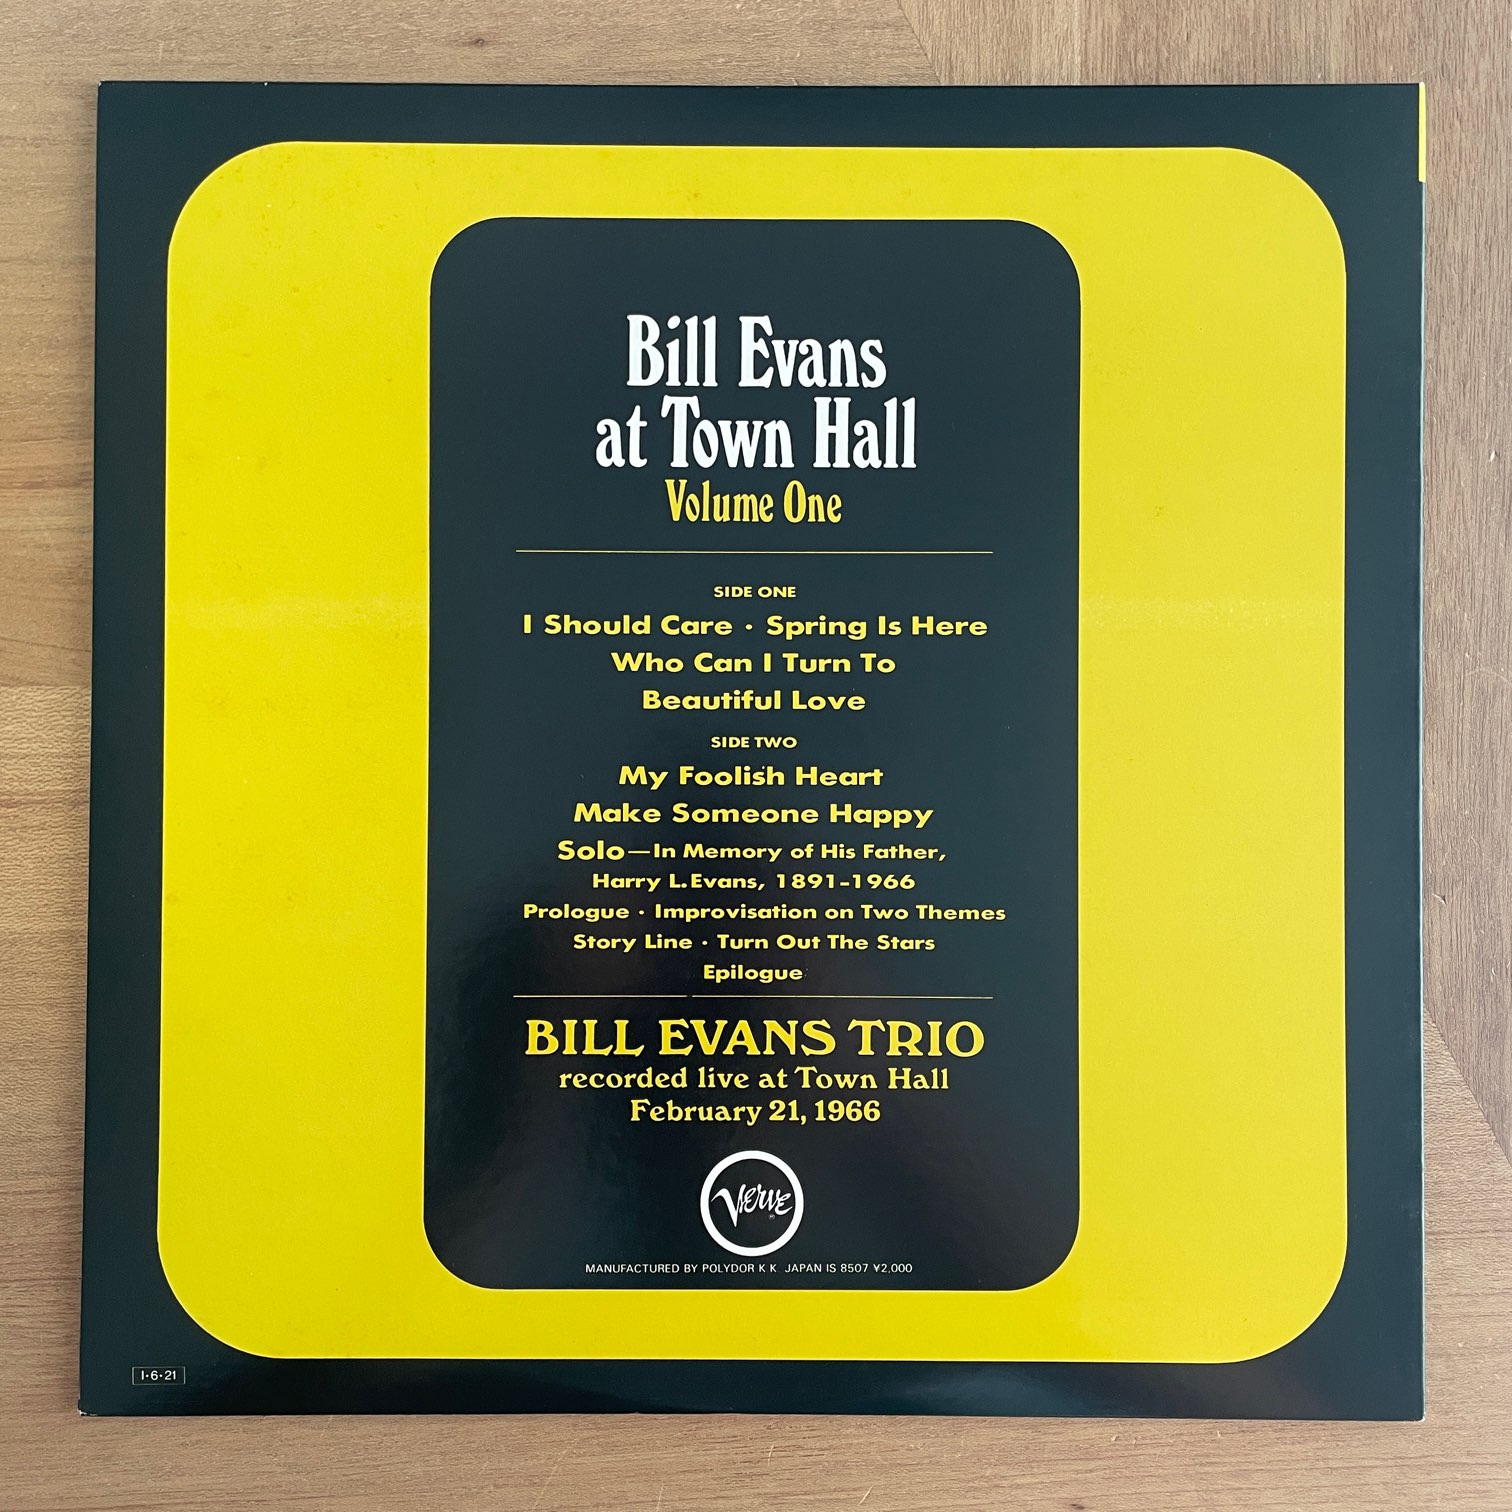 Bill Evans
at Town Hall
Volume One
SIDE ONE
I Should Care · Spring Is Here
Who Can I Turn To
Beautiful Love
SIDE TWO
My Foolish Heart
Make Someone Happy
Solo—In Memory of His Father,
Harry L. Evans, 1891-1966
Prologue · Improvisation on Two Themes
Story Line · Turn Out The Stars
Epilogue
BILL EVANS TRIO
recorded live at Town Hall
February 21, 1966
Verve
MANUFACTURED BY POLYDOR K K. JAPAN IS 8507 ¥2,000
I·6·21